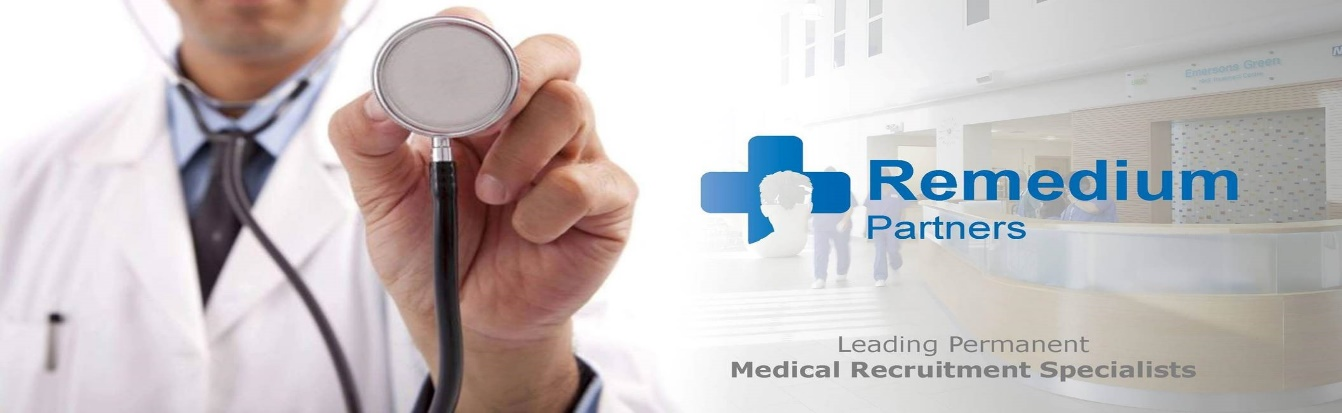 Emersons Green
Remedium
Partners
Leading Permanent
Medical Recruitment Specialists